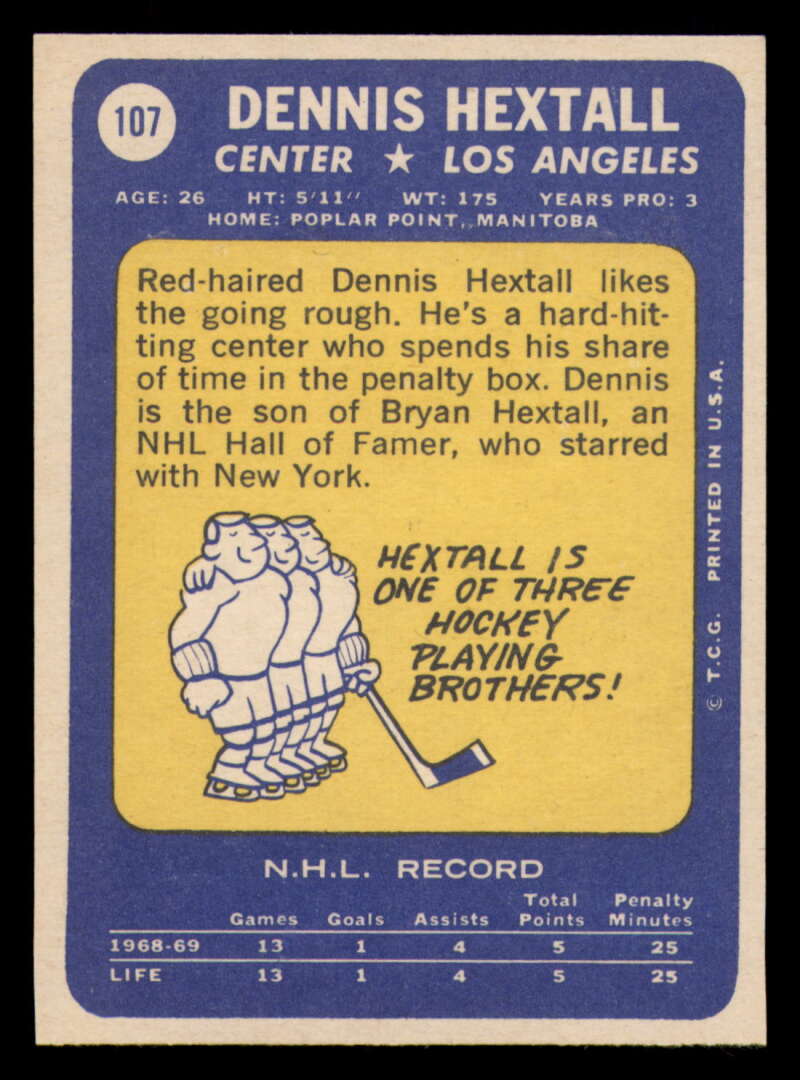 107
DENNIS HEXTALL
CENTER ★ LOS ANGELES
AGE: 26 HT: 5'11" WT: 175 YEARS PRO: 3
HOME: POPLAR POINT, MANITOBA
Red-haired Dennis Hextall likes
the going rough. He's a hard-hit-
ting center who spends his share
of time in the penalty box. Dennis
is the son of Bryan Hextall, an
NHL Hall of Famer, who starred
with New York.
HEXTALL IS
ONE OF THREE
HOCKEY
PLAYING
BROTHERS!
© T.C.G. PRINTED IN U.S.A.
N.H.L. RECORD
Total Penalty
Games Goals Assists Points Minutes
1968-69 13 1 4 5 25
LIFE 13 1 4 5 25